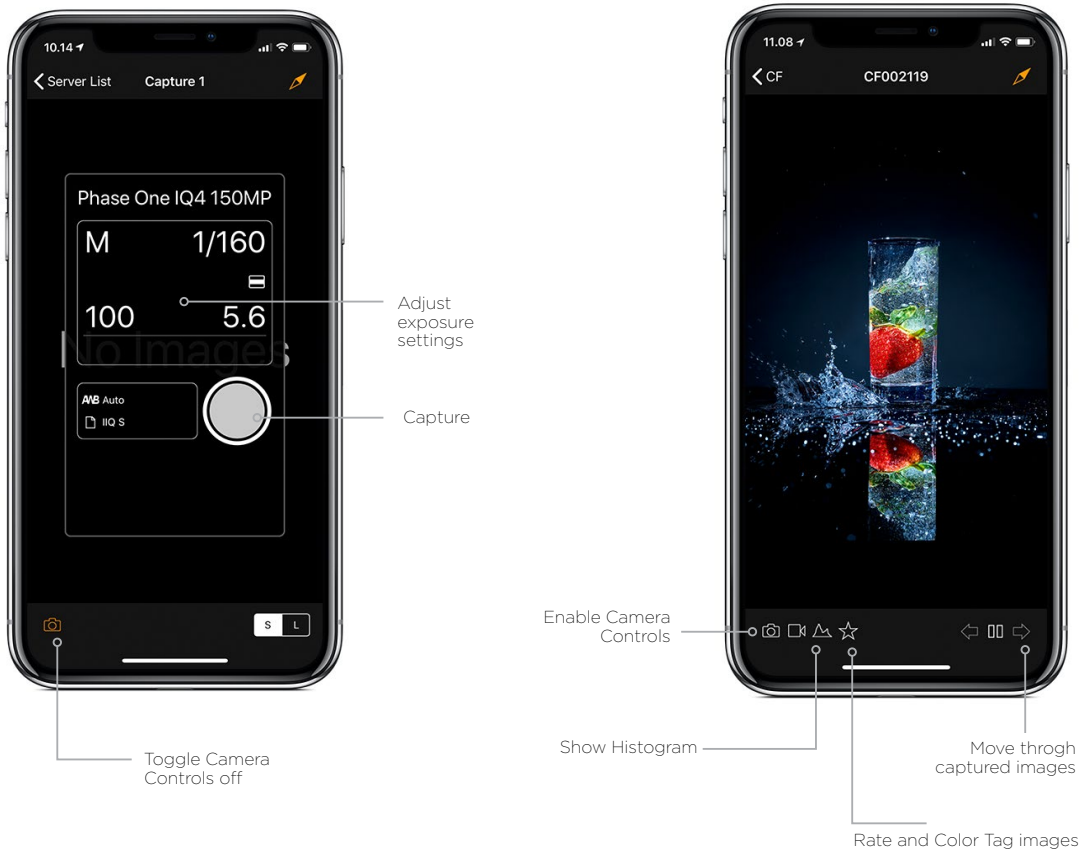 10.14
Server List
Capture 1
Phase One IQ4 150MP
M
1/160
100
5.6
No Images
AWB Auto
IIQ S
S
L
Adjust
exposure
settings
Capture
Toggle Camera
Controls off
11.08
CF
CF002119
Enable Camera
Controls
Show Histogram
Move throgh
captured images
Rate and Color Tag images